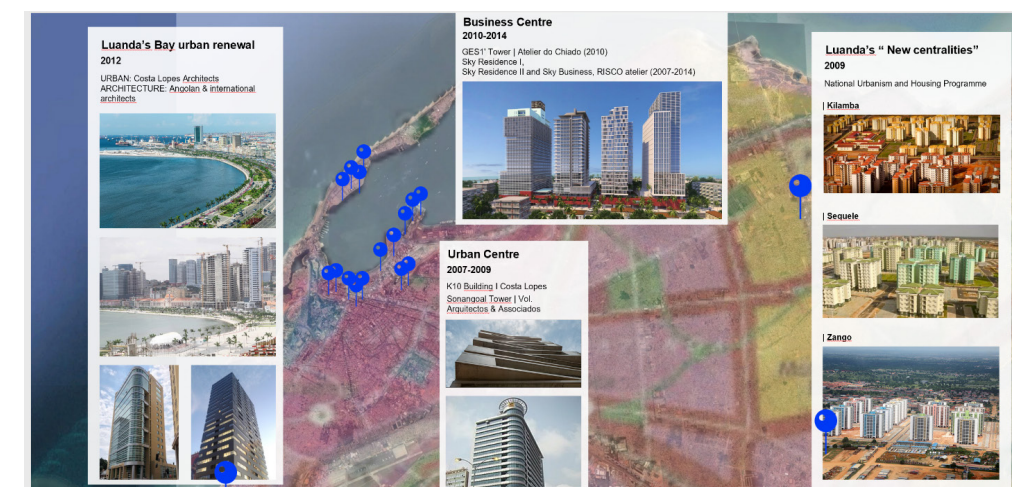 Luanda's Bay urban renewal
2012
URBAN: Costa Lopes Architects
ARCHITECTURE: Angolan & international
architects
Business Centre
2010-2014
GES1' Tower | Atelier do Chiado (2010)
Sky Residence I,
Sky Residence II and Sky Business, RISCO atelier (2007-2014)
Urban Centre
2007-2009
K10 Building I Costa Lopes
Sonangoal Tower | Vol.
Arquitectos & Associados
Luanda's “ New centralities”
2009
National Urbanism and Housing Programme
| Kilamba
| Sequele
| Zango